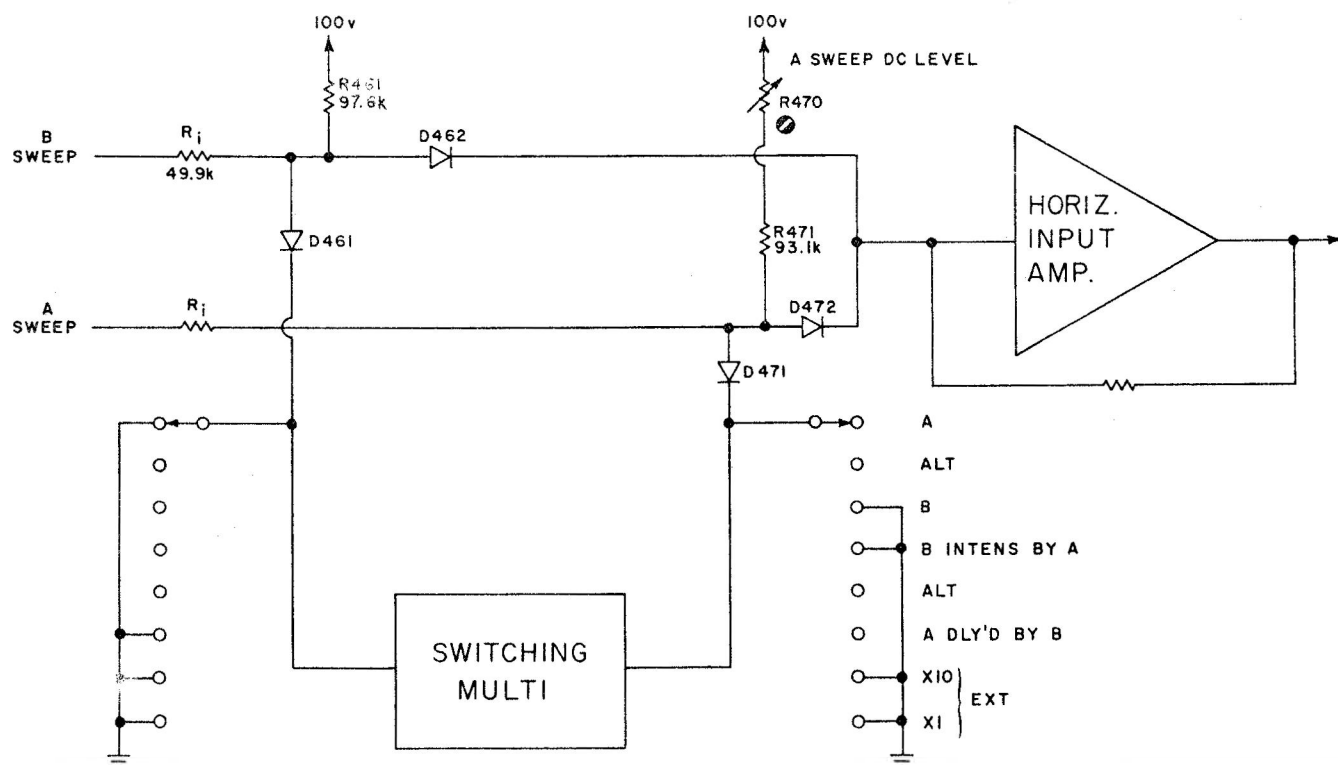 100v
R461
97.6k
B
SWEEP
Ri
49.9k
D462
D461
100v
A SWEEP DC LEVEL
R470
R471
93.1k
HORIZ.
INPUT
AMP.
A
SWEEP
Ri
D472
D471
A
ALT
B
B INTENS BY A
ALT
A DLY'D BY B
X10
X1
EXT
SWITCHING
MULTI